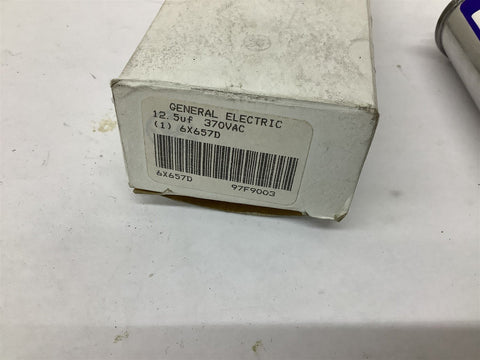 GENERAL ELECTRIC
12.5uf 370VAC
(1) 6X657D
6X657D 97F9003